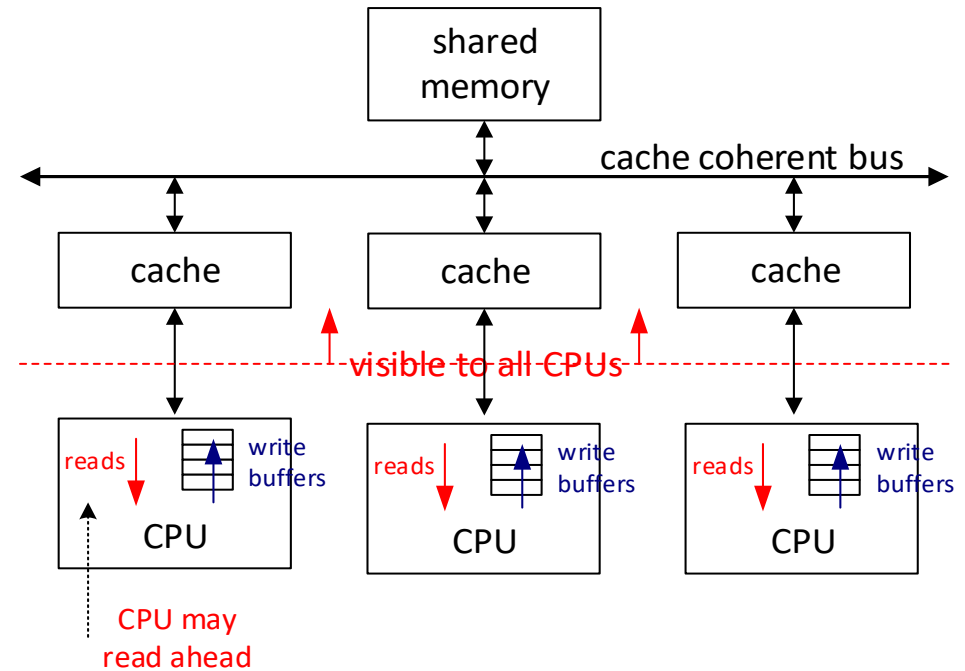 shared
memory
cache coherent bus
cache
cache
cache
visible to all CPUs
reads
write
buffers
CPU
reads
write
buffers
CPU
reads
write
buffers
CPU
CPU may
read ahead